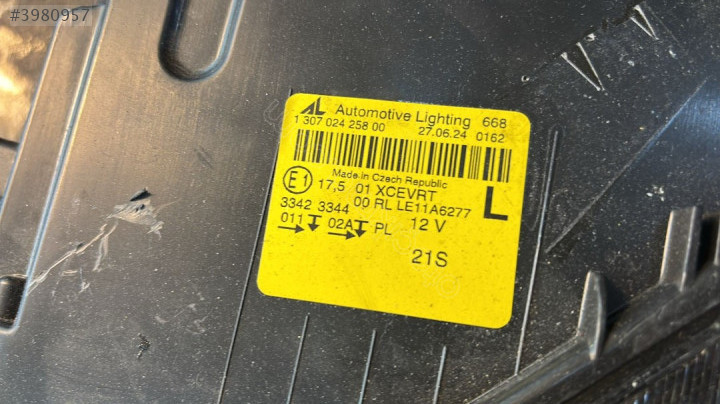 #3980957
AL Automotive Lighting 668
1 307 024 258 00 27.06.24 0162
Made in Czech Republic
E1 17,5 01 XCEVRT
00 RL LE11A6277 L
3342 3344
011 02A PL 12 V
21S